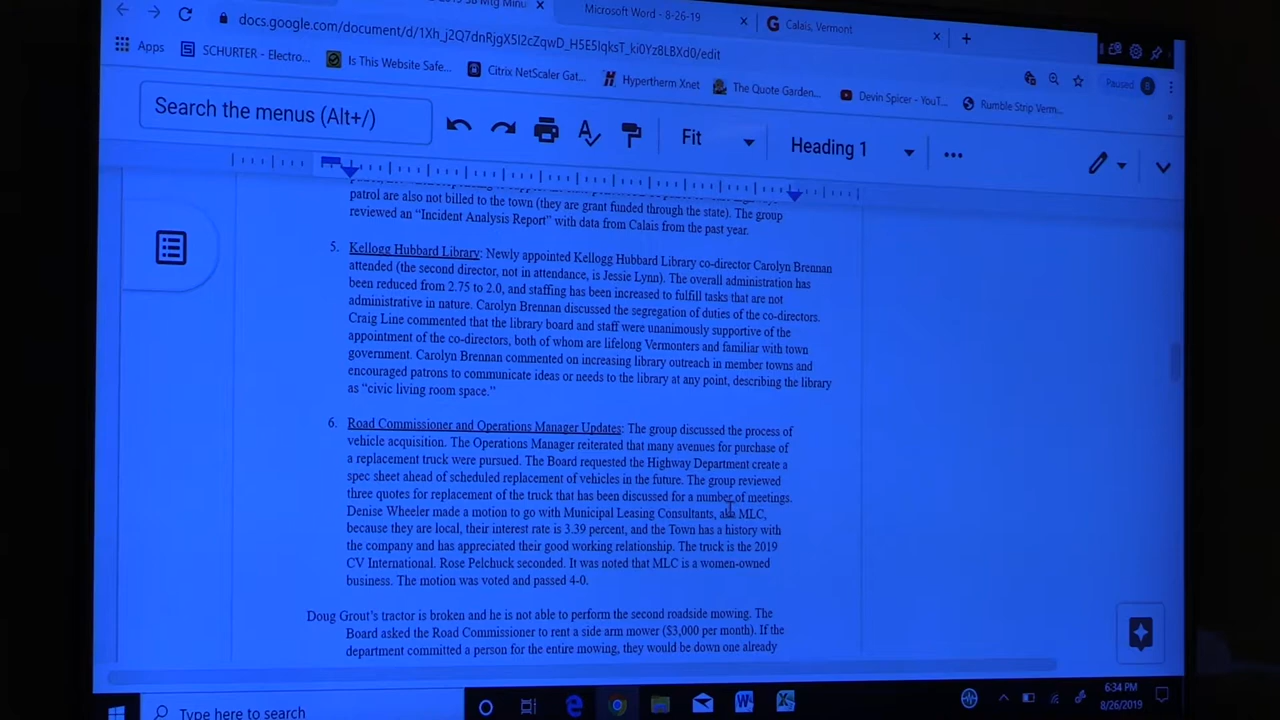 Mtg Minu
Microsoft Word - 8-26-19
Calais, Vermont
docs.google.com/document/d/1Xh_j2Q7dnRjgX5I2cZqwD_H5E5IqksT_ki0Yz8LBXd0/edit
Paused
Apps
SCHURTER - Electro...
Is This Website Safe...
Citrix NetScaler Gat...
Hypertherm Xnet
The Quote Garden...
Devin Spicer - YouT...
Rumble Strip Verm...
Search the menus (Alt+/)
Fit
Heading 1
patrol are also not billed to the town (they are grant funded through the state). The group
reviewed an “Incident Analysis Report” with data from Calais from the past year.
5. Kellogg Hubbard Library: Newly appointed Kellogg Hubbard Library co-director Carolyn Brennan
attended (the second director, not in attendance, is Jessie Lynn). The overall administration has
been reduced from 2.75 to 2.0, and staffing has been increased to fulfill tasks that are not
administrative in nature. Carolyn Brennan discussed the segregation of duties of the co-directors.
Craig Line commented that the library board and staff were unanimously supportive of the
appointment of the co-directors, both of whom are lifelong Vermonters and familiar with town
government. Carolyn Brennan commented on increasing library outreach in member towns and
encouraged patrons to communicate ideas or needs to the library at any point, describing the library
as “civic living room space.”
6. Road Commissioner and Operations Manager Updates: The group discussed the process of
vehicle acquisition. The Operations Manager reiterated that many avenues for purchase of
a replacement truck were pursued. The Board requested the Highway Department create a
spec sheet ahead of scheduled replacement of vehicles in the future. The group reviewed
three quotes for replacement of the truck that has been discussed for a number of meetings.
Denise Wheeler made a motion to go with Municipal Leasing Consultants, aka MLC,
because they are local, their interest rate is 3.39 percent, and the Town has a history with
the company and has appreciated their good working relationship. The truck is the 2019
CV International. Rose Pelchuck seconded. It was noted that MLC is a women-owned
business. The motion was voted and passed 4-0.
Doug Grout’s tractor is broken and he is not able to perform the second roadside mowing. The
Board asked the Road Commissioner to rent a side arm mower ($3,000 per month). If the
department committed a person for the entire mowing, they would be down one already
Type here to search
6:34 PM
8/26/2019